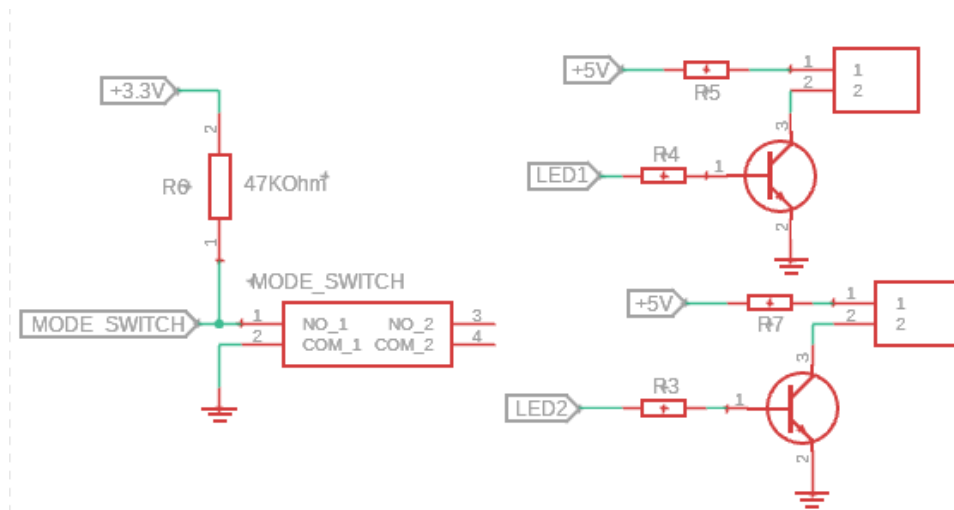 +3.3V
2
R6
47KOhm
1
MODE_SWITCH
MODE_SWITCH
1
NO_1
NO_2
3
2
COM_1
COM_2
4
+5V
R5
1
1
2
2
3
LED1
R4
1
2
+5V
R7
1
1
2
2
3
LED2
R3
1
2